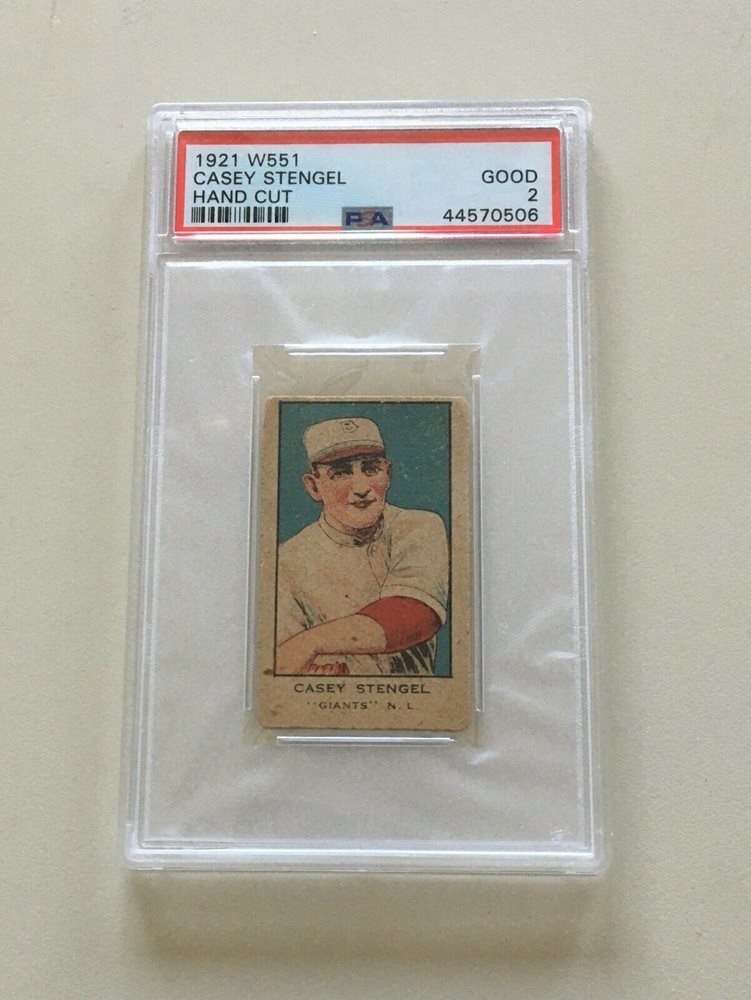 1921 W551
CASEY STENGEL GOOD
HAND CUT 2
PSA 44570506
CASEY STENGEL
"GIANTS" N. L.